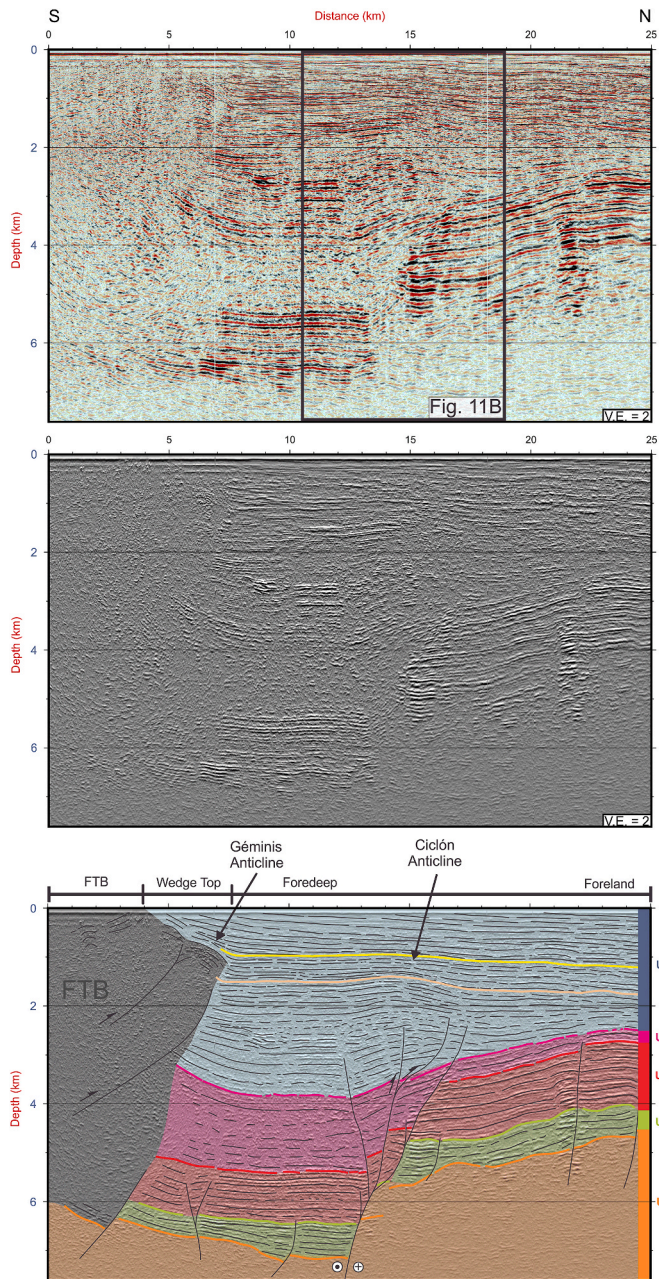 S Distance (km) N
0 5 10 15 20 25
0
2
4
6
Depth (km)
Fig. 11B
V.E. = 2
0 5 10 15 20 25
0
2
4
6
Depth (km)
V.E. = 2
Géminis
Anticline
Ciclón
Anticline
FTB Wedge Top Foredeep Foreland
0
2
4
6
Depth (km)
FTB